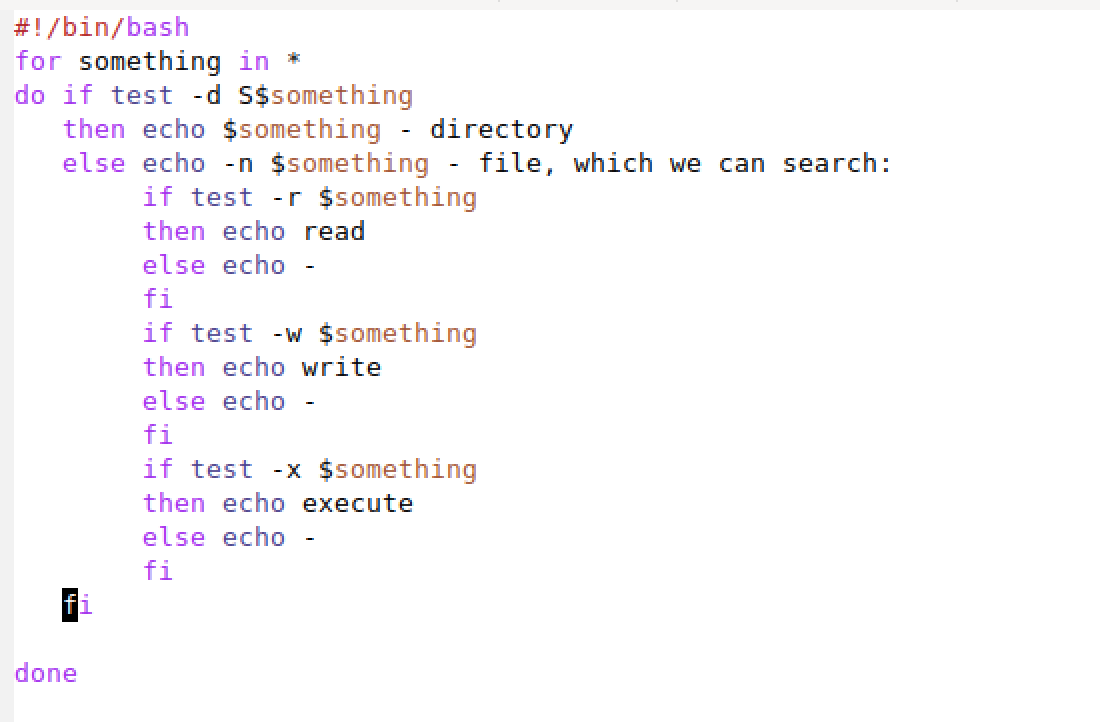 #!/bin/bash
for something in *
do if test -d S$something
   then echo $something - directory
   else echo -n $something - file, which we can search:
        if test -r $something
        then echo read
        else echo -
        fi
        if test -w $something
        then echo write
        else echo -
        fi
        if test -x $something
        then echo execute
        else echo -
        fi
   fi

done